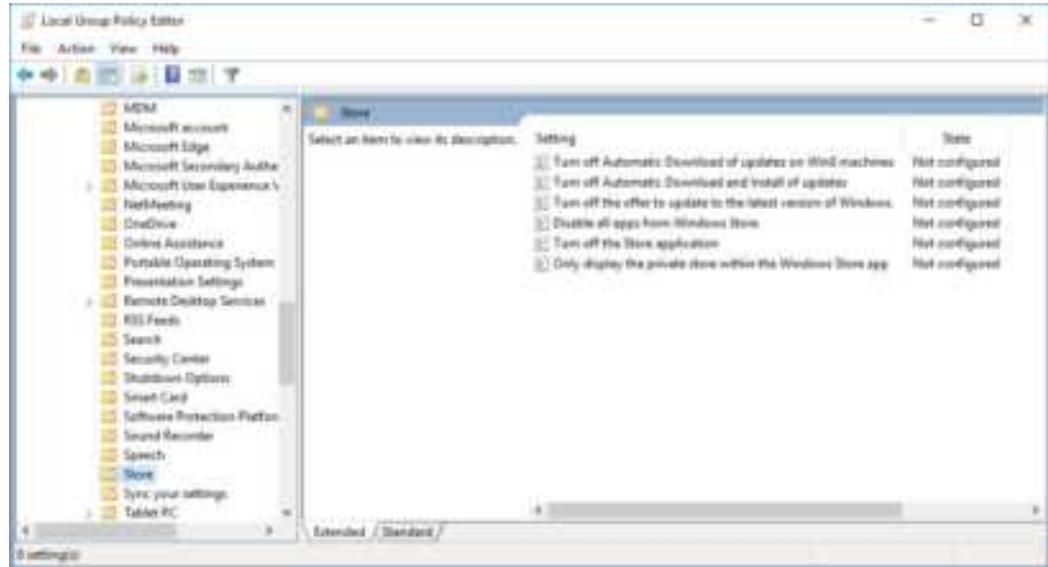 Local Group Policy Editor
File Action View Help
MDM
Microsoft account
Microsoft Edge
Microsoft Secondary Authe
Microsoft User Experience V
NetMeeting
OneDrive
Online Assistance
Portable Operating System
Presentation Settings
Remote Desktop Services
RSS Feeds
Search
Security Center
Shutdown Options
Smart Card
Software Protection Platfor
Sound Recorder
Speech
Store
Sync your settings
Tablet PC
Store
Select an item to view its description.
Setting State
Turn off Automatic Download of updates on Win8 machines Not configured
Turn off Automatic Download and Install of updates Not configured
Turn off the offer to update to the latest version of Windows Not configured
Disable all apps from Windows Store Not configured
Turn off the Store application Not configured
Only display the private store within the Windows Store app Not configured
Extended Standard
6 setting(s)